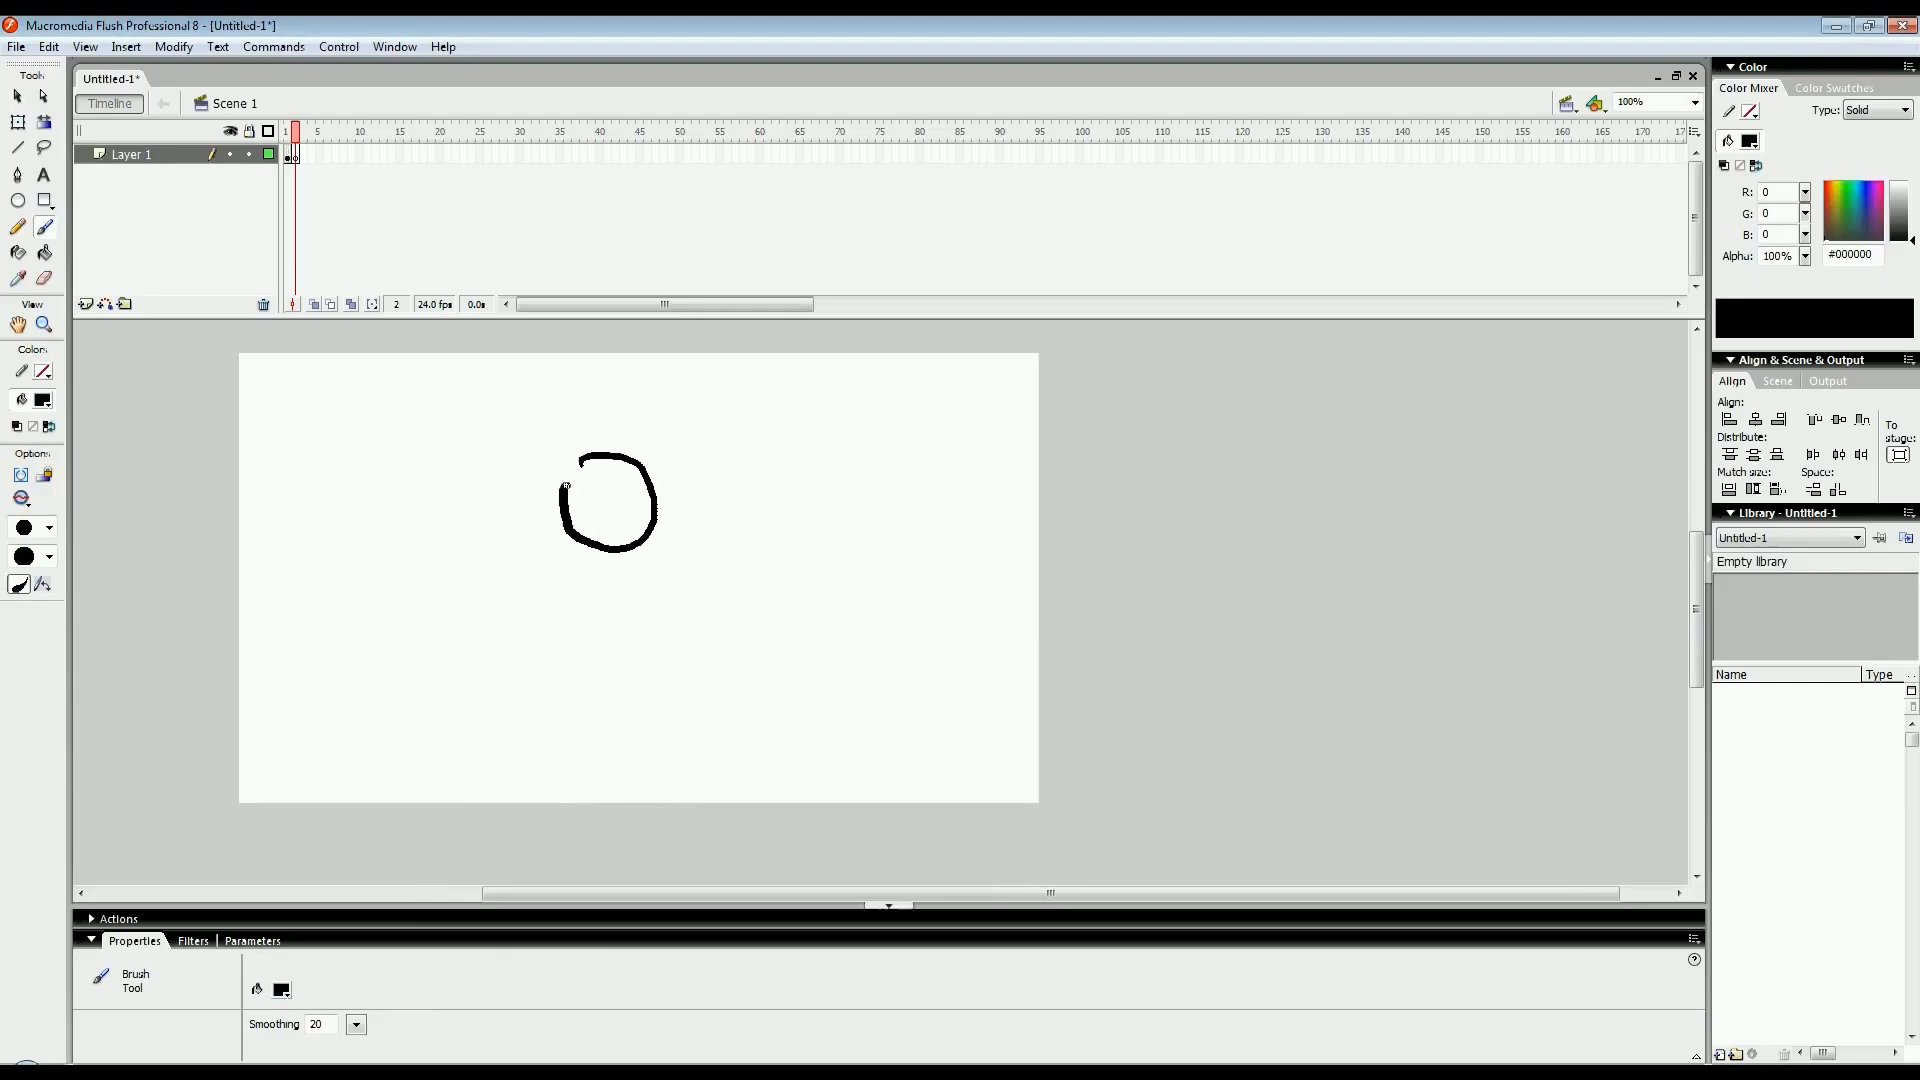 Macromedia Flash Professional 8 - [Untitled-1*]
File Edit View Insert Modify Text Commands Control Window Help
Tools
Untitled-1*
Timeline
Scene 1
100%
1 5 10 15 20 25 30 35 40 45 50 55 60 65 70 75 80 85 90 95 100 105 110 115 120 125 130 135 140 145 150 155 160 165 170 17
Layer 1
2 24.0 fps 0.0s
View
Colors
Options
Color
Color Mixer Color Swatches
Type: Solid
R: 0
G: 0
B: 0
Alpha: 100% #000000
Align & Scene & Output
Align Scene Output
Align:
To stage:
Distribute:
Match size: Space:
Library - Untitled-1
Untitled-1
Empty library
Name Type
Actions
Properties Filters Parameters
Brush
Tool
Smoothing 20